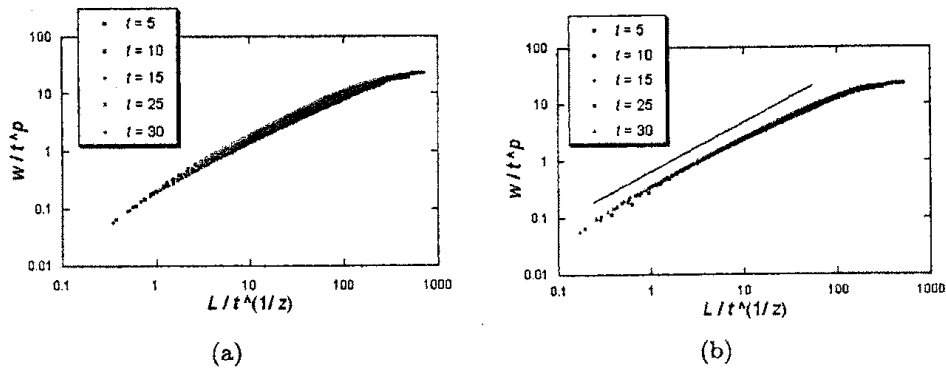 t = 5
t = 10
t = 15
t = 25
t = 30
100
10
1
0.1
0.01
w / t^p
0.1
1
10
100
1000
L / t^(1/z)
(a)
t = 5
t = 10
t = 15
t = 25
t = 30
100
10
1
0.1
0.01
w / t^p
0.1
1
10
100
1000
L / t^(1/z)
(b)